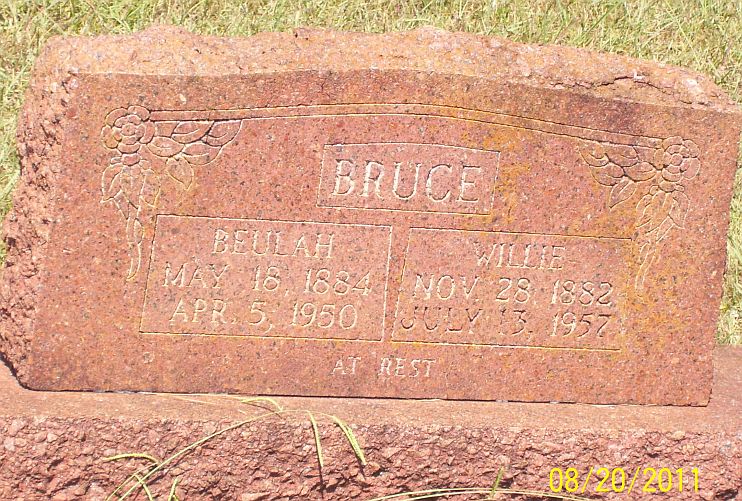 BRUCE
BEULAH
MAY 18, 1884
APR. 5, 1950
WILLIE
NOV. 28, 1882
JULY 13, 1957
AT REST
08/20/2011